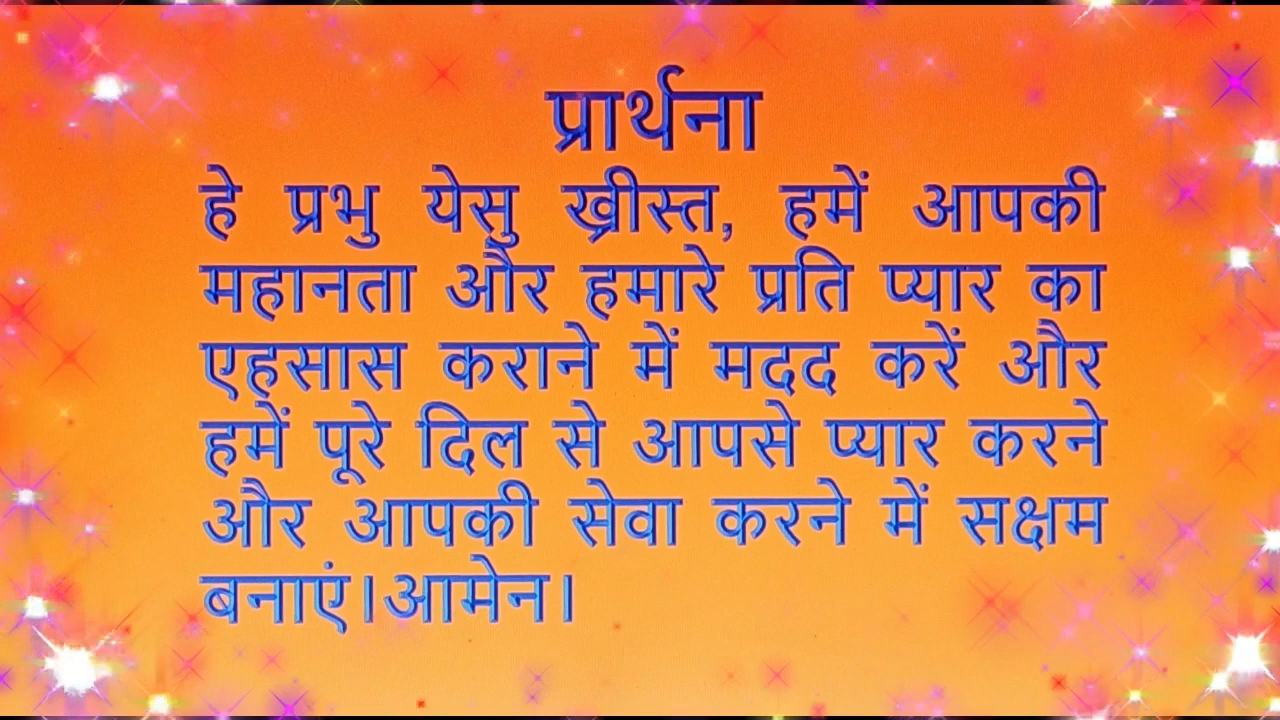 प्रार्थना
हे प्रभु येसु ख्रीस्त, हमें आपकी
महानता और हमारे प्रति प्यार का
एहसास कराने में मदद करें और
हमें पूरे दिल से आपसे प्यार करने
और आपकी सेवा करने में सक्षम
बनाएं।आमेन।